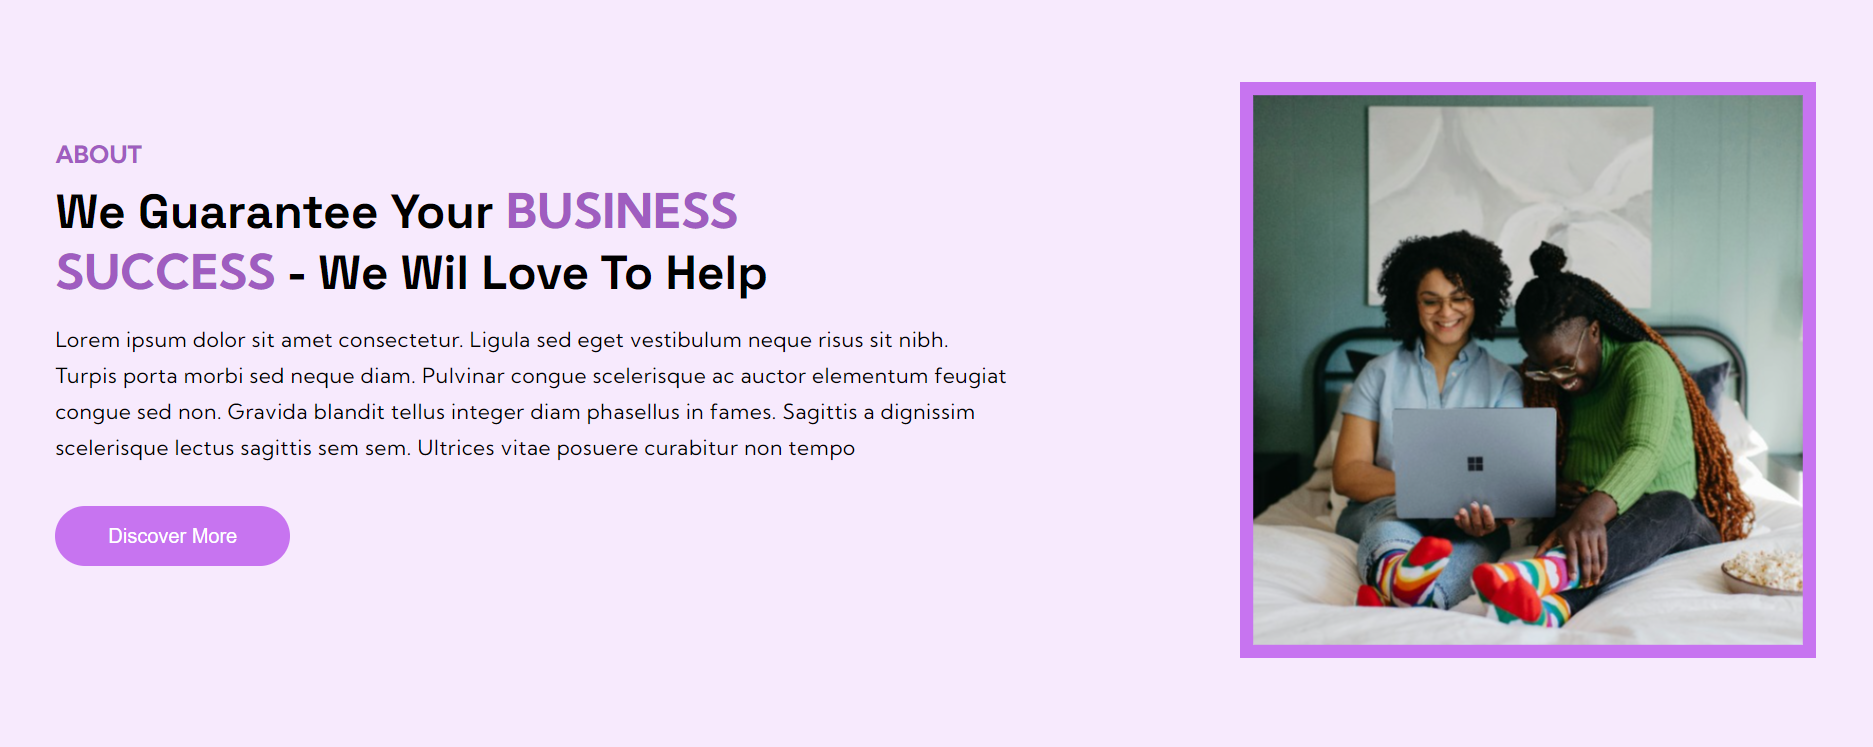 ABOUT
We Guarantee Your BUSINESS
SUCCESS - We Wil Love To Help
Lorem ipsum dolor sit amet consectetur. Ligula sed eget vestibulum neque risus sit nibh.
Turpis porta morbi sed neque diam. Pulvinar congue scelerisque ac auctor elementum feugiat
congue sed non. Gravida blandit tellus integer diam phasellus in fames. Sagittis a dignissim
scelerisque lectus sagittis sem sem. Ultrices vitae posuere curabitur non tempo
Discover More